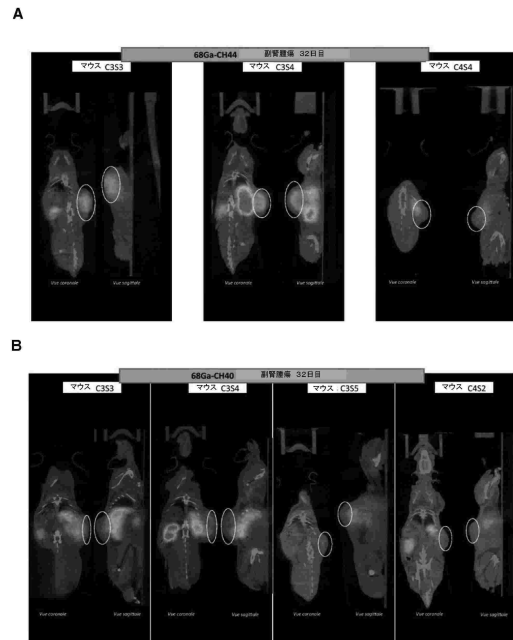 A
68Ga-CH44 副腎腫瘍 32日目
マウス C3S3
マウス C3S4
マウス C4S4
Vue coronale Vue sagittale
Vue coronale Vue sagittale
Vue coronale Vue sagittale
B
68Ga-CH40 副腎腫瘍 32日目
マウス C3S3
マウス C3S4
マウス C3S5
マウス C4S2
Vue coronale Vue sagittale
Vue coronale Vue sagittale
Vue coronale Vue sagittale
Vue coronale Vue sagittale